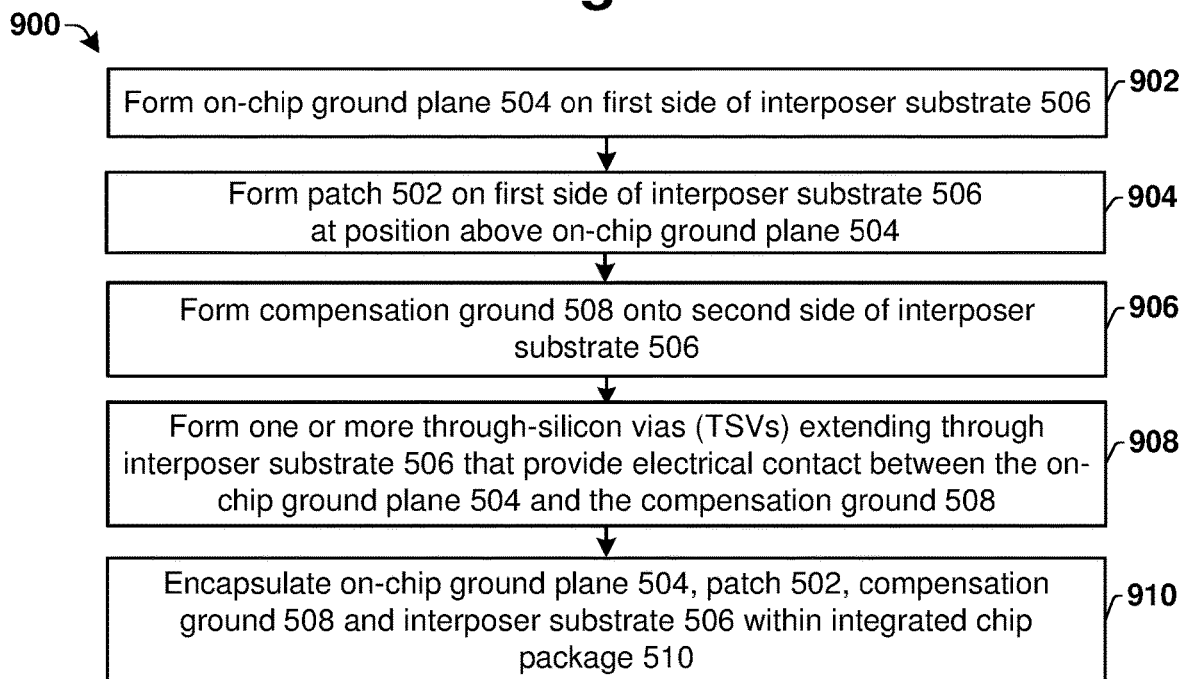 900
Form on-chip ground plane 504 on first side of interposer substrate 506
902
Form patch 502 on first side of interposer substrate 506
at position above on-chip ground plane 504
904
Form compensation ground 508 onto second side of interposer
substrate 506
906
Form one or more through-silicon vias (TSVs) extending through
interposer substrate 506 that provide electrical contact between the on-
chip ground plane 504 and the compensation ground 508
908
Encapsulate on-chip ground plane 504, patch 502, compensation
ground 508 and interposer substrate 506 within integrated chip
package 510
910